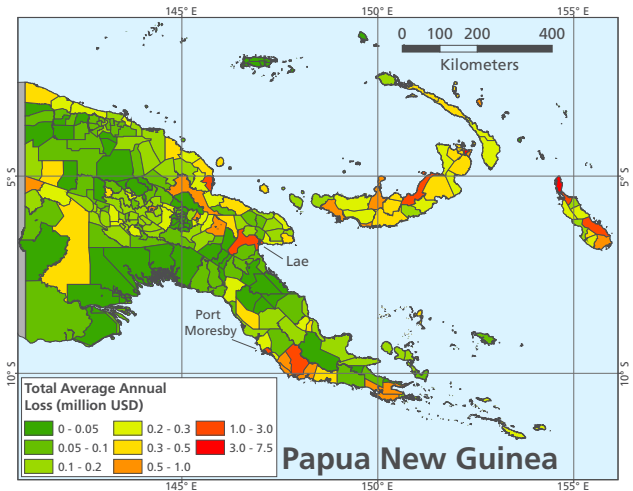 145° E
150° E
155° E
0 100 200 400
Kilometers
5° S
5° S
Lae
Port
Moresby
10° S
10° S
Total Average Annual
Loss (million USD)
0 - 0.05
0.2 - 0.3
1.0 - 3.0
0.05 - 0.1
0.3 - 0.5
3.0 - 7.5
0.1 - 0.2
0.5 - 1.0
Papua New Guinea
145° E
150° E
155° E